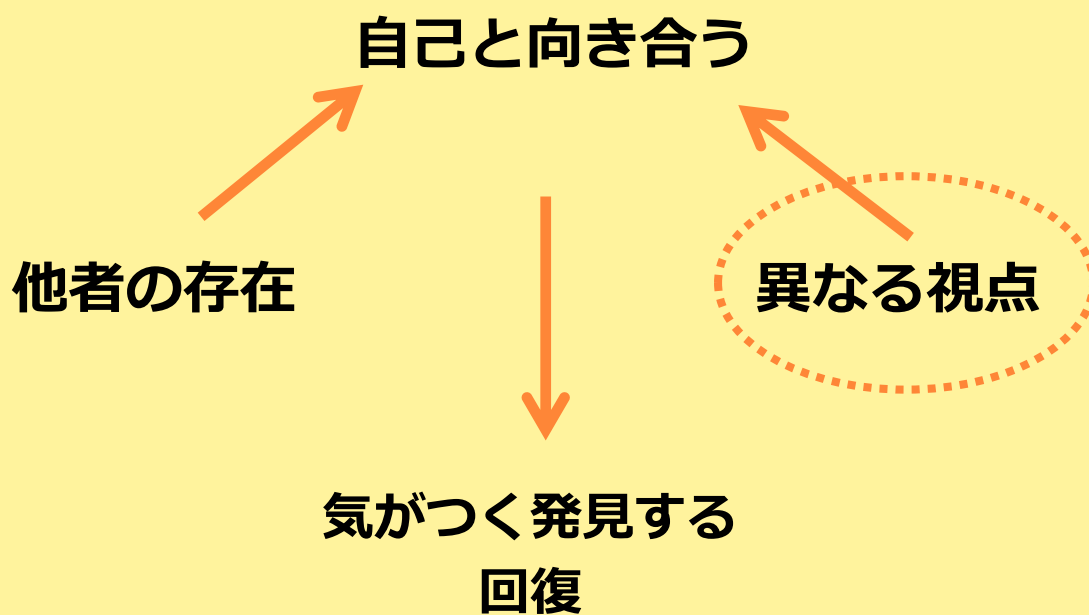 自己と向き合う
他者の存在
異なる視点
気がつく発見する
回復